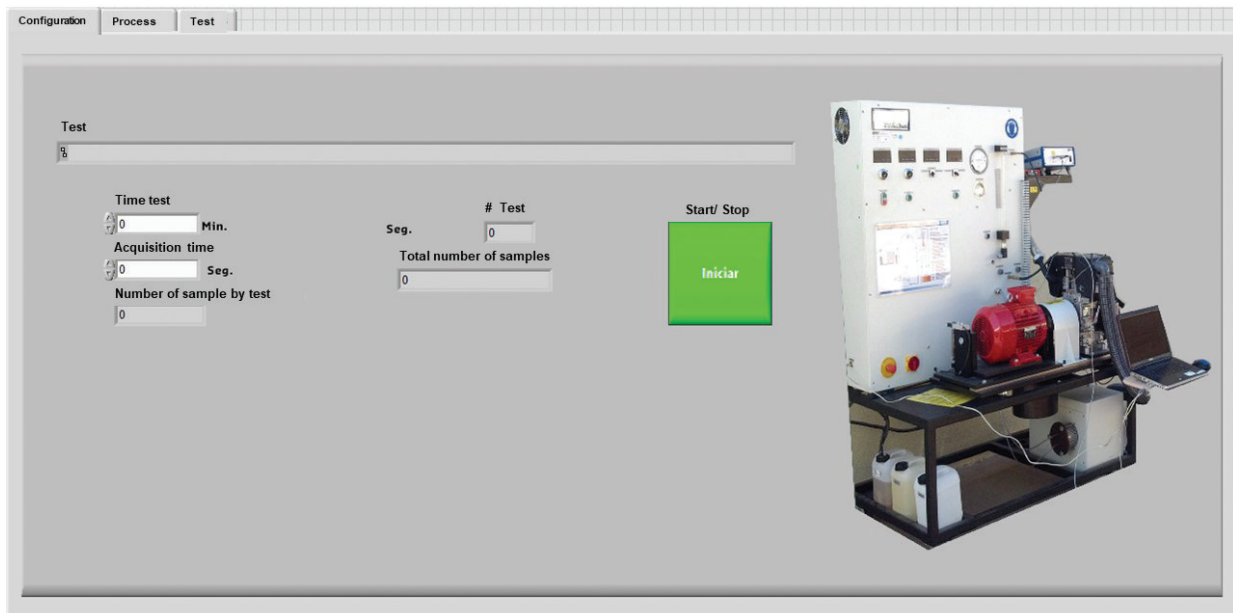 Configuration
Process
Test
Test
Time test
0 Min.
Acquisition time
0 Seg.
Number of sample by test
0
# Test
Seg. 0
Total number of samples
0
Start/ Stop
Iniciar